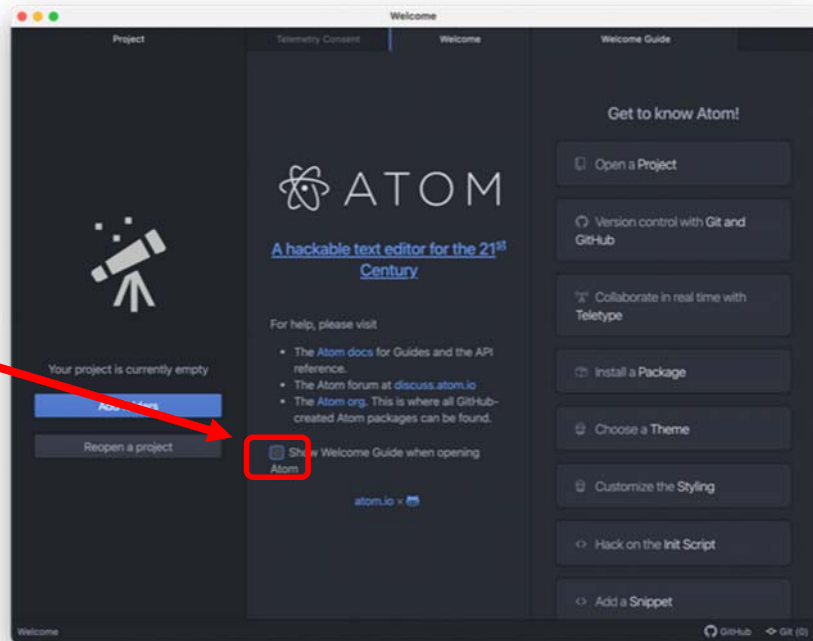 Welcome
Project
Telemetry Consent
Welcome
Welcome Guide
Your project is currently empty
Add folders
Reopen a project
ATOM
A hackable text editor for the 21st
Century
For help, please visit
• The Atom docs for Guides and the API
reference.
• The Atom forum at discuss.atom.io
• The Atom org. This is where all GitHub-
created Atom packages can be found.
Show Welcome Guide when opening
Atom
atom.io ×
Get to know Atom!
Open a Project
Version control with Git and
GitHub
Collaborate in real time with
Teletype
Install a Package
Choose a Theme
Customize the Styling
Hack on the Init Script
Add a Snippet
Welcome
GitHub
Git (0)